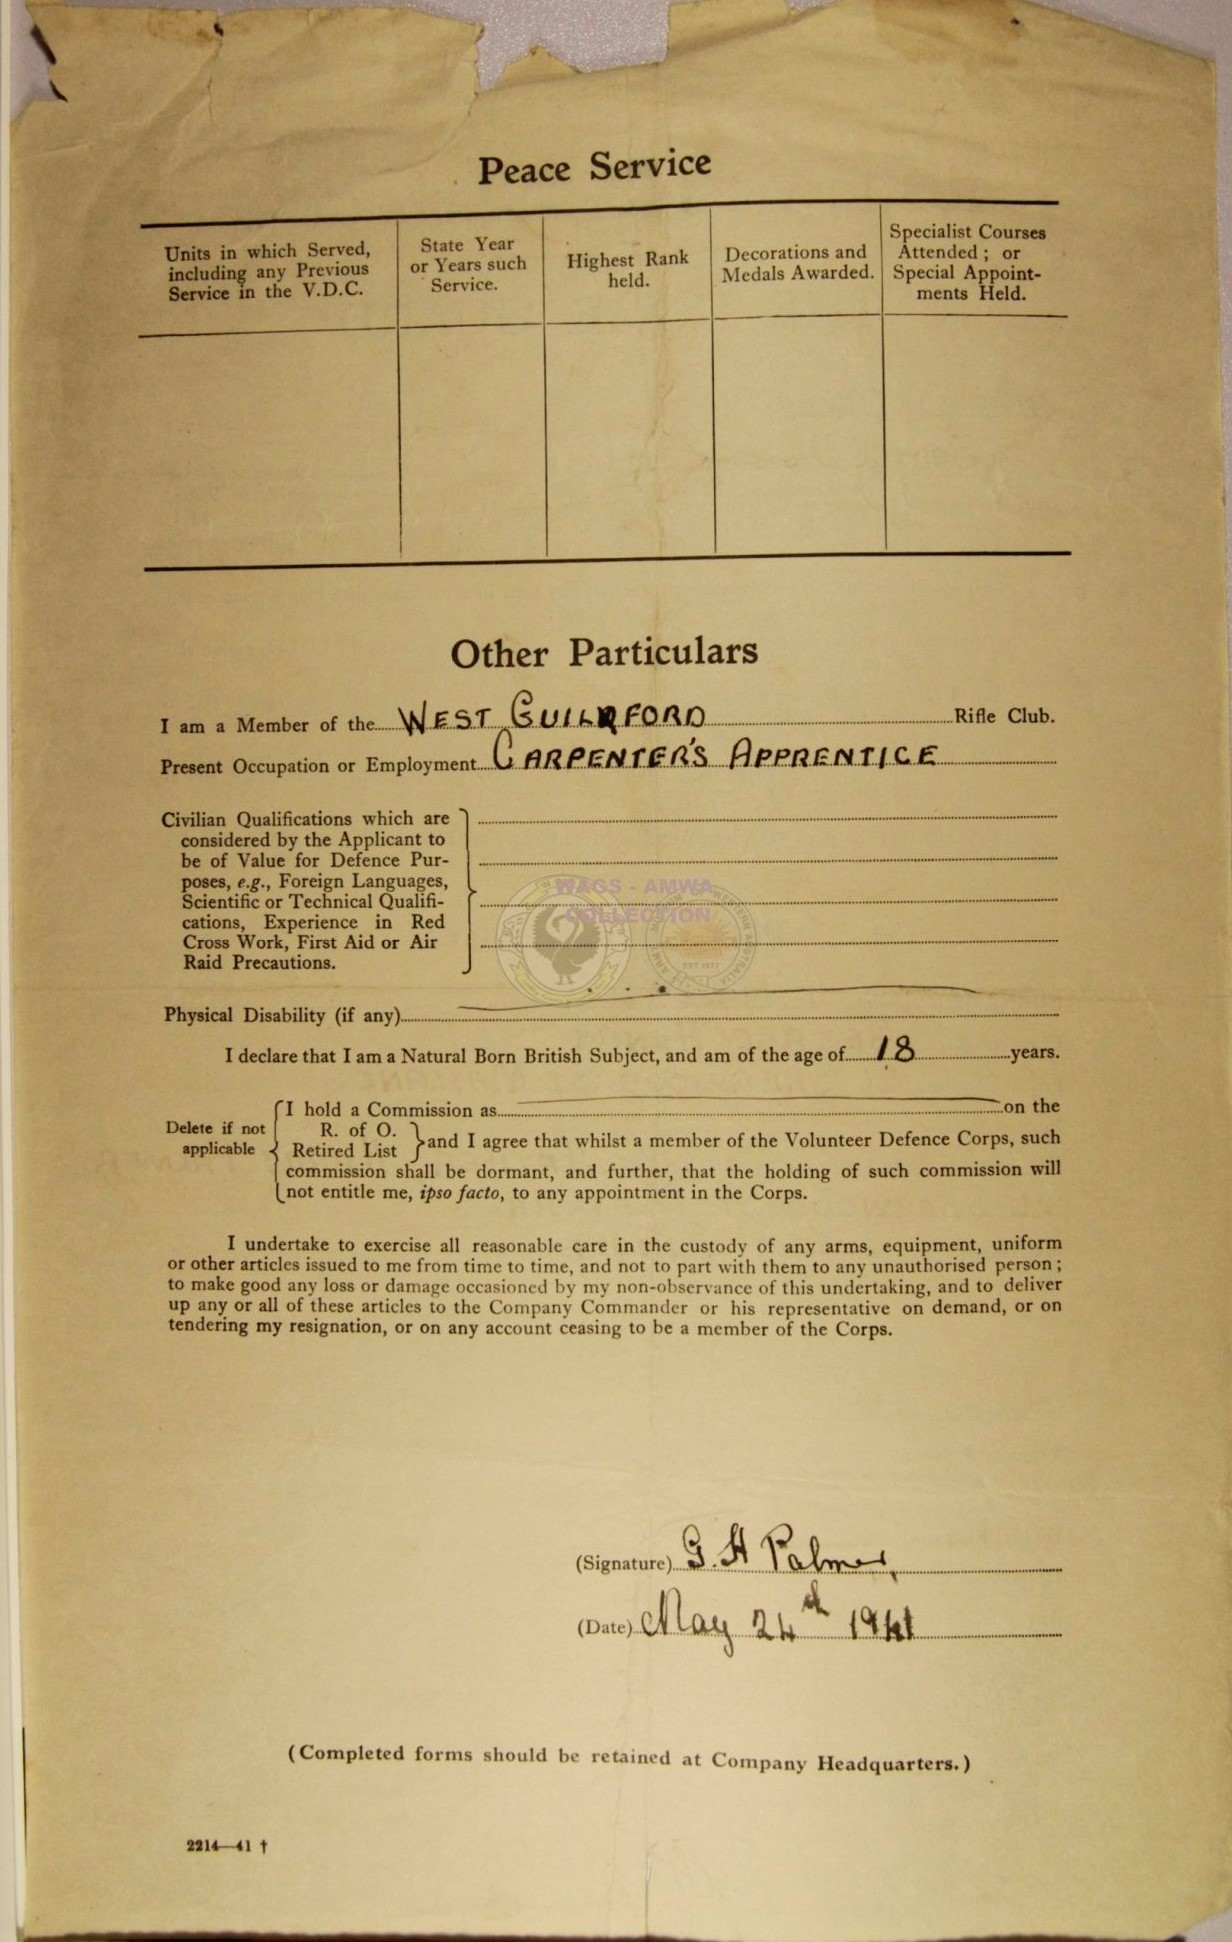 Peace Service
Units in which Served,
including any Previous
Service in the V.D.C.
State Year
or Years such
Service.
Highest Rank
held.
Decorations and
Medals Awarded.
Specialist Courses
Attended ; or
Special Appoint-
ments Held.
Other Particulars
I am a Member of the WEST GUILDFORD Rifle Club.
Present Occupation or Employment CARPENTER'S APPRENTICE
Civilian Qualifications which are
considered by the Applicant to
be of Value for Defence Pur-
poses, e.g., Foreign Languages,
Scientific or Technical Qualifi-
cations, Experience in Red
Cross Work, First Aid or Air
Raid Precautions.
WAGS - AMWA
COLLECTION
Physical Disability (if any)
I declare that I am a Natural Born British Subject, and am of the age of 18 years.
Delete if not
applicable
I hold a Commission as on the
R. of O.
Retired List
and I agree that whilst a member of the Volunteer Defence Corps, such
commission shall be dormant, and further, that the holding of such commission will
not entitle me, ipso facto, to any appointment in the Corps.
I undertake to exercise all reasonable care in the custody of any arms, equipment, uniform
or other articles issued to me from time to time, and not to part with them to any unauthorised person ;
to make good any loss or damage occasioned by my non-observance of this undertaking, and to deliver
up any or all of these articles to the Company Commander or his representative on demand, or on
tendering my resignation, or on any account ceasing to be a member of the Corps.
(Signature) G. H Palmer,
(Date) May 24d 1941
(Completed forms should be retained at Company Headquarters.)
2214—41 †